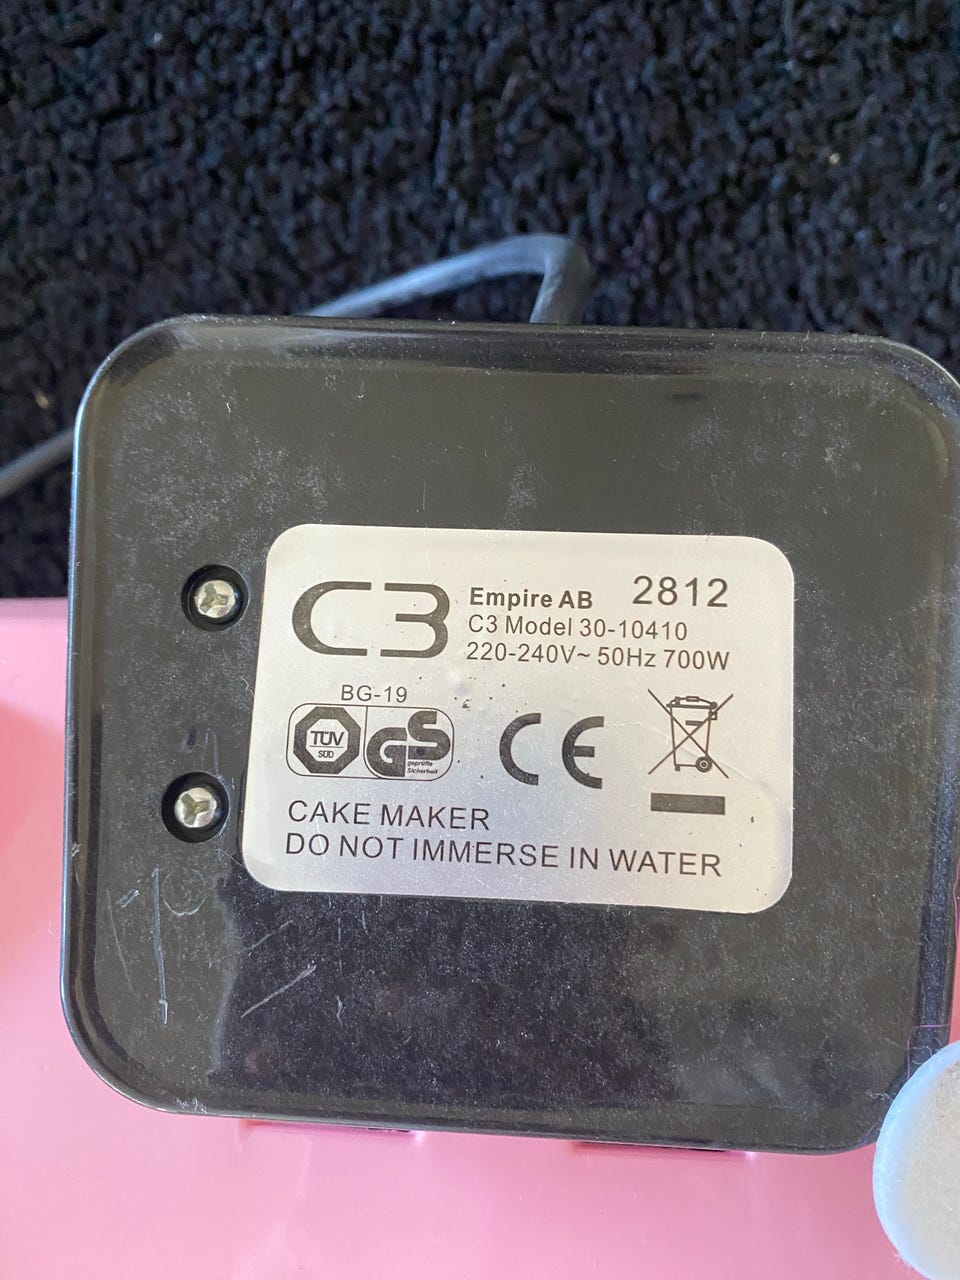 C3
Empire AB 2812
C3 Model 30-10410
220-240V~ 50Hz 700W
BG-19
TÜV
SÜD
GS
geprüfte
Sicherheit
CE
CAKE MAKER
DO NOT IMMERSE IN WATER